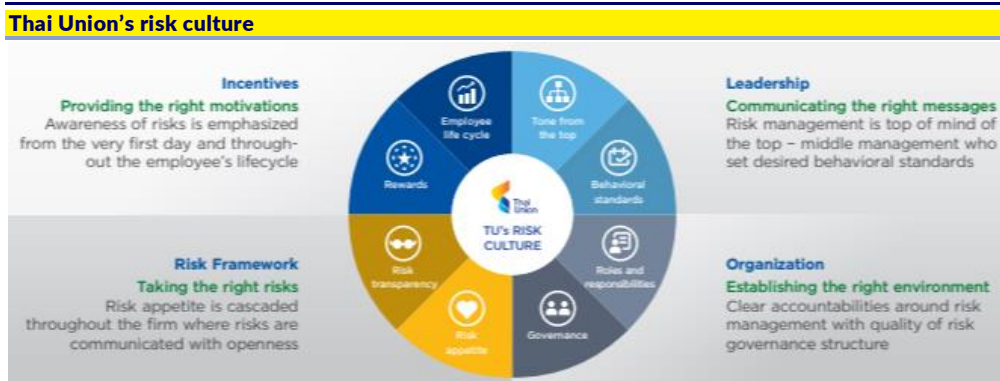 Thai Union's risk culture
Incentives
Providing the right motivations
Awareness of risks is emphasized
from the very first day and through-
out the employee's lifecycle
Leadership
Communicating the right messages
Risk management is top of mind of
the top – middle management who
set desired behavioral standards
Employee
life cycle
Tone from
the top
Rewards
Behavioral
standards
Thai
Union
TU's RISK
CULTURE
Risk
transparency
Roles and
responsibilities
Risk
appetite
Governance
Risk Framework
Taking the right risks
Risk appetite is cascaded
throughout the firm where risks are
communicated with openness
Organization
Establishing the right environment
Clear accountabilities around risk
management with quality of risk
governance structure